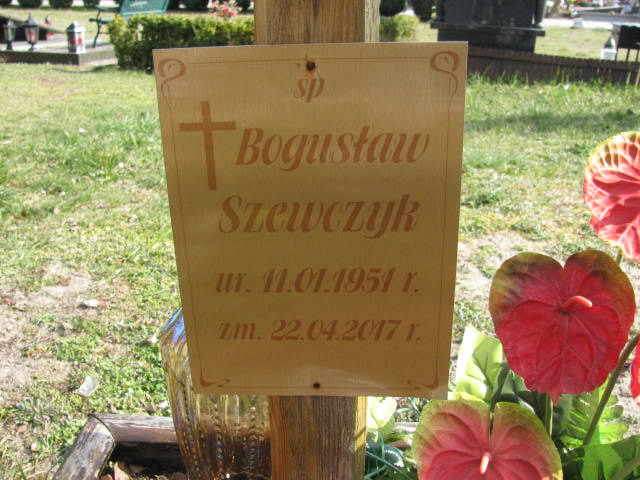 śp
Bogusław
Szewczyk
ur. 11.01.1951 r.
zm. 22.04.2017 r.